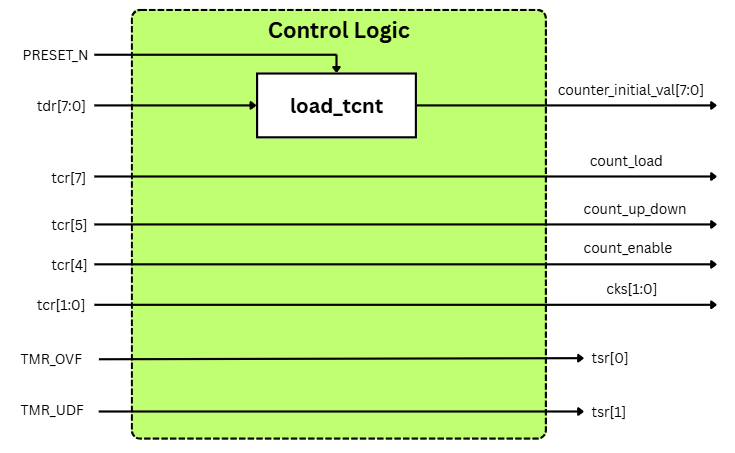 Control Logic
PRESET_N
tdr[7:0]
load_tcnt
counter_initial_val[7:0]
tcr[7]
count_load
tcr[5]
count_up_down
tcr[4]
count_enable
tcr[1:0]
cks[1:0]
TMR_OVF
tsr[0]
TMR_UDF
tsr[1]